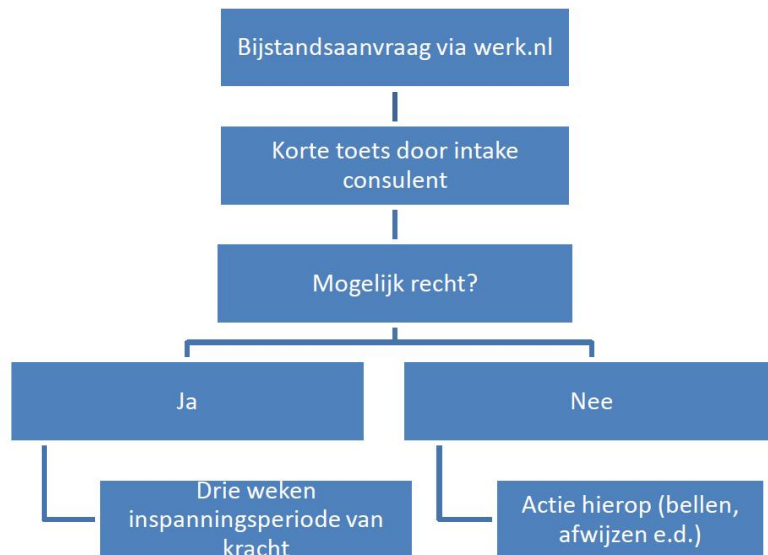 Bijstandsaanvraag via werk.nl
Korte toets door intake
consulent
Mogelijk recht?
Ja
Nee
Drie weken
inspanningsperiode van
kracht
Actie hierop (bellen,
afwijzen e.d.)